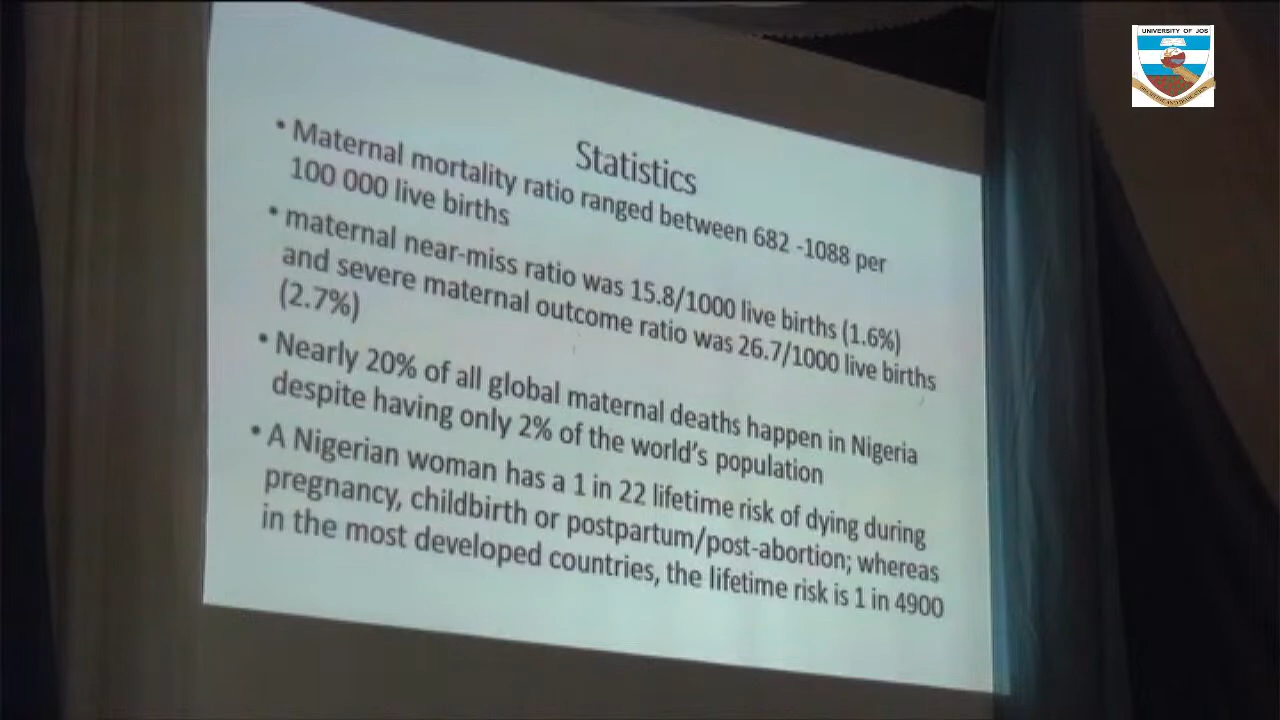 UNIVERSITY OF JOS
Statistics
• Maternal mortality ratio ranged between 682 -1088 per
100 000 live births
• maternal near-miss ratio was 15.8/1000 live births (1.6%)
and severe maternal outcome ratio was 26.7/1000 live births
(2.7%)
• Nearly 20% of all global maternal deaths happen in Nigeria
despite having only 2% of the world's population
• A Nigerian woman has a 1 in 22 lifetime risk of dying during
pregnancy, childbirth or postpartum/post-abortion; whereas
in the most developed countries, the lifetime risk is 1 in 4900